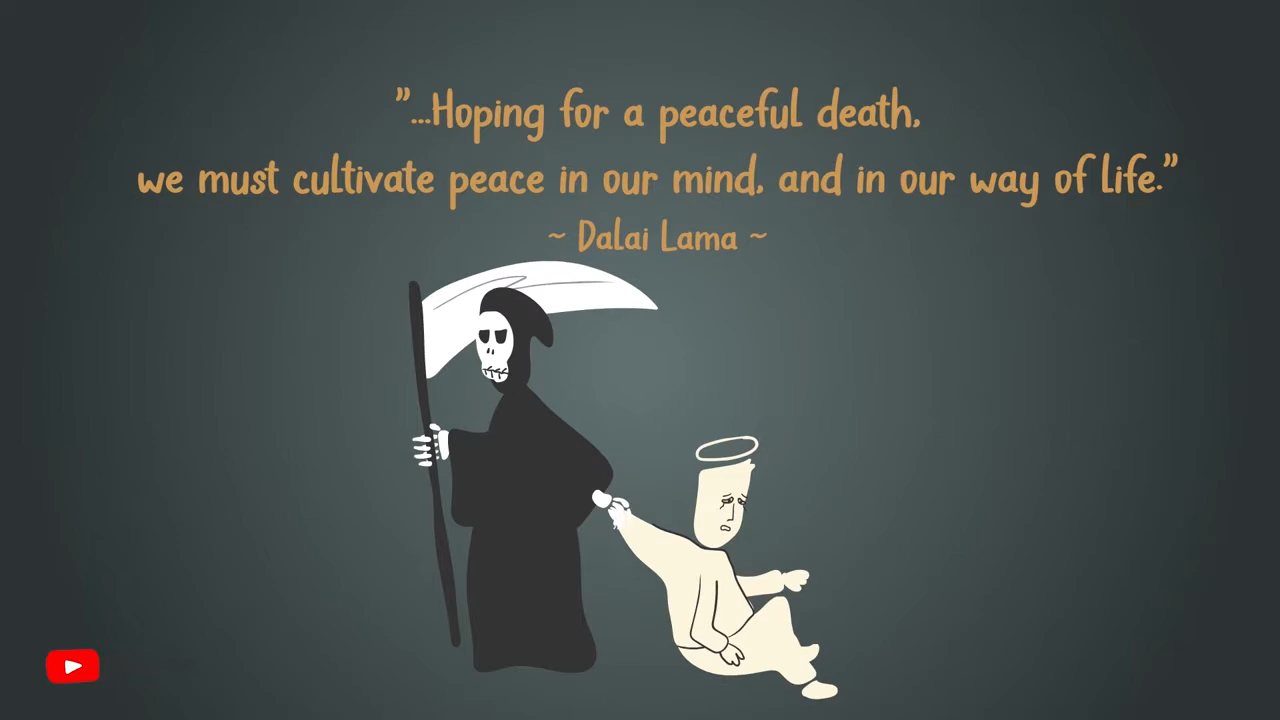 ”...Hoping for a peaceful death,
we must cultivate peace in our mind, and in our way of life.”
~ Dalai Lama ~